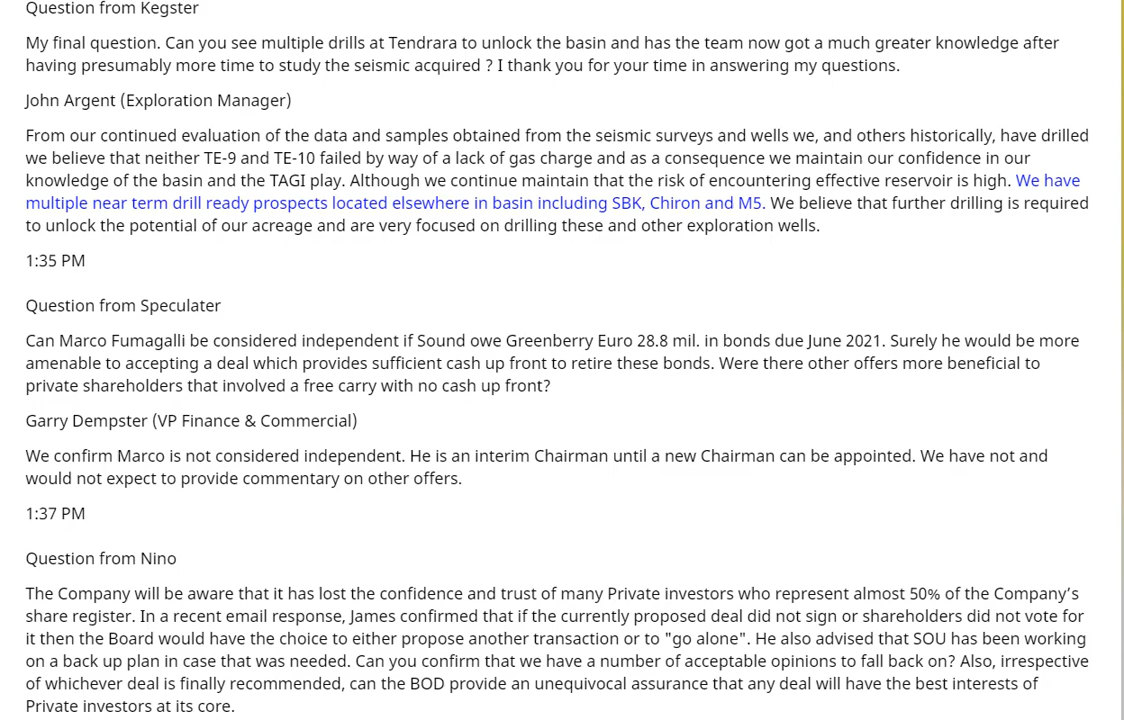 Question from Kegster
My final question. Can you see multiple drills at Tendrara to unlock the basin and has the team now got a much greater knowledge after
having presumably more time to study the seismic acquired ? I thank you for your time in answering my questions.
John Argent (Exploration Manager)
From our continued evaluation of the data and samples obtained from the seismic surveys and wells we, and others historically, have drilled
we believe that neither TE-9 and TE-10 failed by way of a lack of gas charge and as a consequence we maintain our confidence in our
knowledge of the basin and the TAGI play. Although we continue maintain that the risk of encountering effective reservoir is high. We have
multiple near term drill ready prospects located elsewhere in basin including SBK, Chiron and M5. We believe that further drilling is required
to unlock the potential of our acreage and are very focused on drilling these and other exploration wells.
1:35 PM
Question from Speculater
Can Marco Fumagalli be considered independent if Sound owe Greenberry Euro 28.8 mil. in bonds due June 2021. Surely he would be more
amenable to accepting a deal which provides sufficient cash up front to retire these bonds. Were there other offers more beneficial to
private shareholders that involved a free carry with no cash up front?
Garry Dempster (VP Finance & Commercial)
We confirm Marco is not considered independent. He is an interim Chairman until a new Chairman can be appointed. We have not and
would not expect to provide commentary on other offers.
1:37 PM
Question from Nino
The Company will be aware that it has lost the confidence and trust of many Private investors who represent almost 50% of the Company's
share register. In a recent email response, James confirmed that if the currently proposed deal did not sign or shareholders did not vote for
it then the Board would have the choice to either propose another transaction or to "go alone". He also advised that SOU has been working
on a back up plan in case that was needed. Can you confirm that we have a number of acceptable opinions to fall back on? Also, irrespective
of whichever deal is finally recommended, can the BOD provide an unequivocal assurance that any deal will have the best interests of
Private investors at its core.